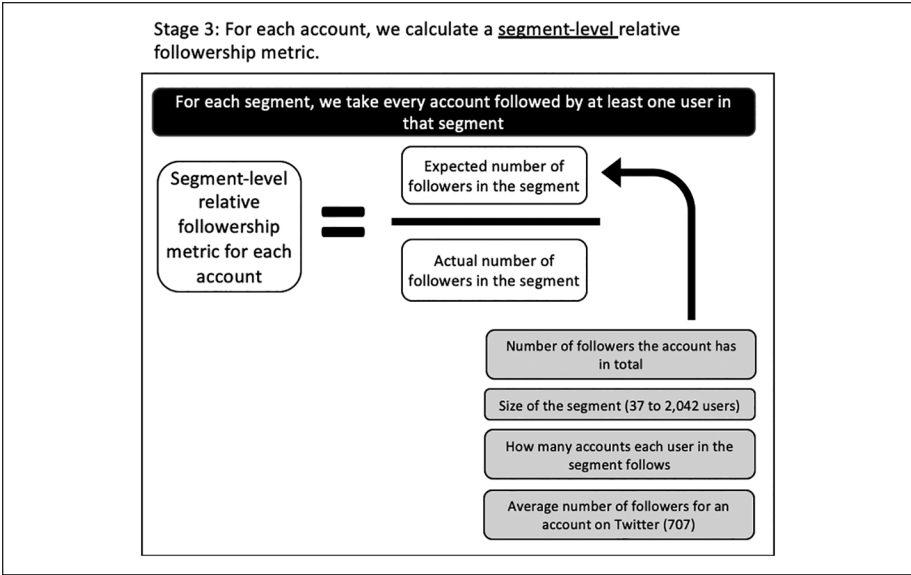 Stage 3: For each account, we calculate a segment-level relative
followership metric.
For each segment, we take every account followed by at least one user in
that segment
Segment-level
relative
followership
metric for each
account
=
Expected number of
followers in the segment
Actual number of
followers in the segment
Number of followers the account has
in total
Size of the segment (37 to 2,042 users)
How many accounts each user in the
segment follows
Average number of followers for an
account on Twitter (707)